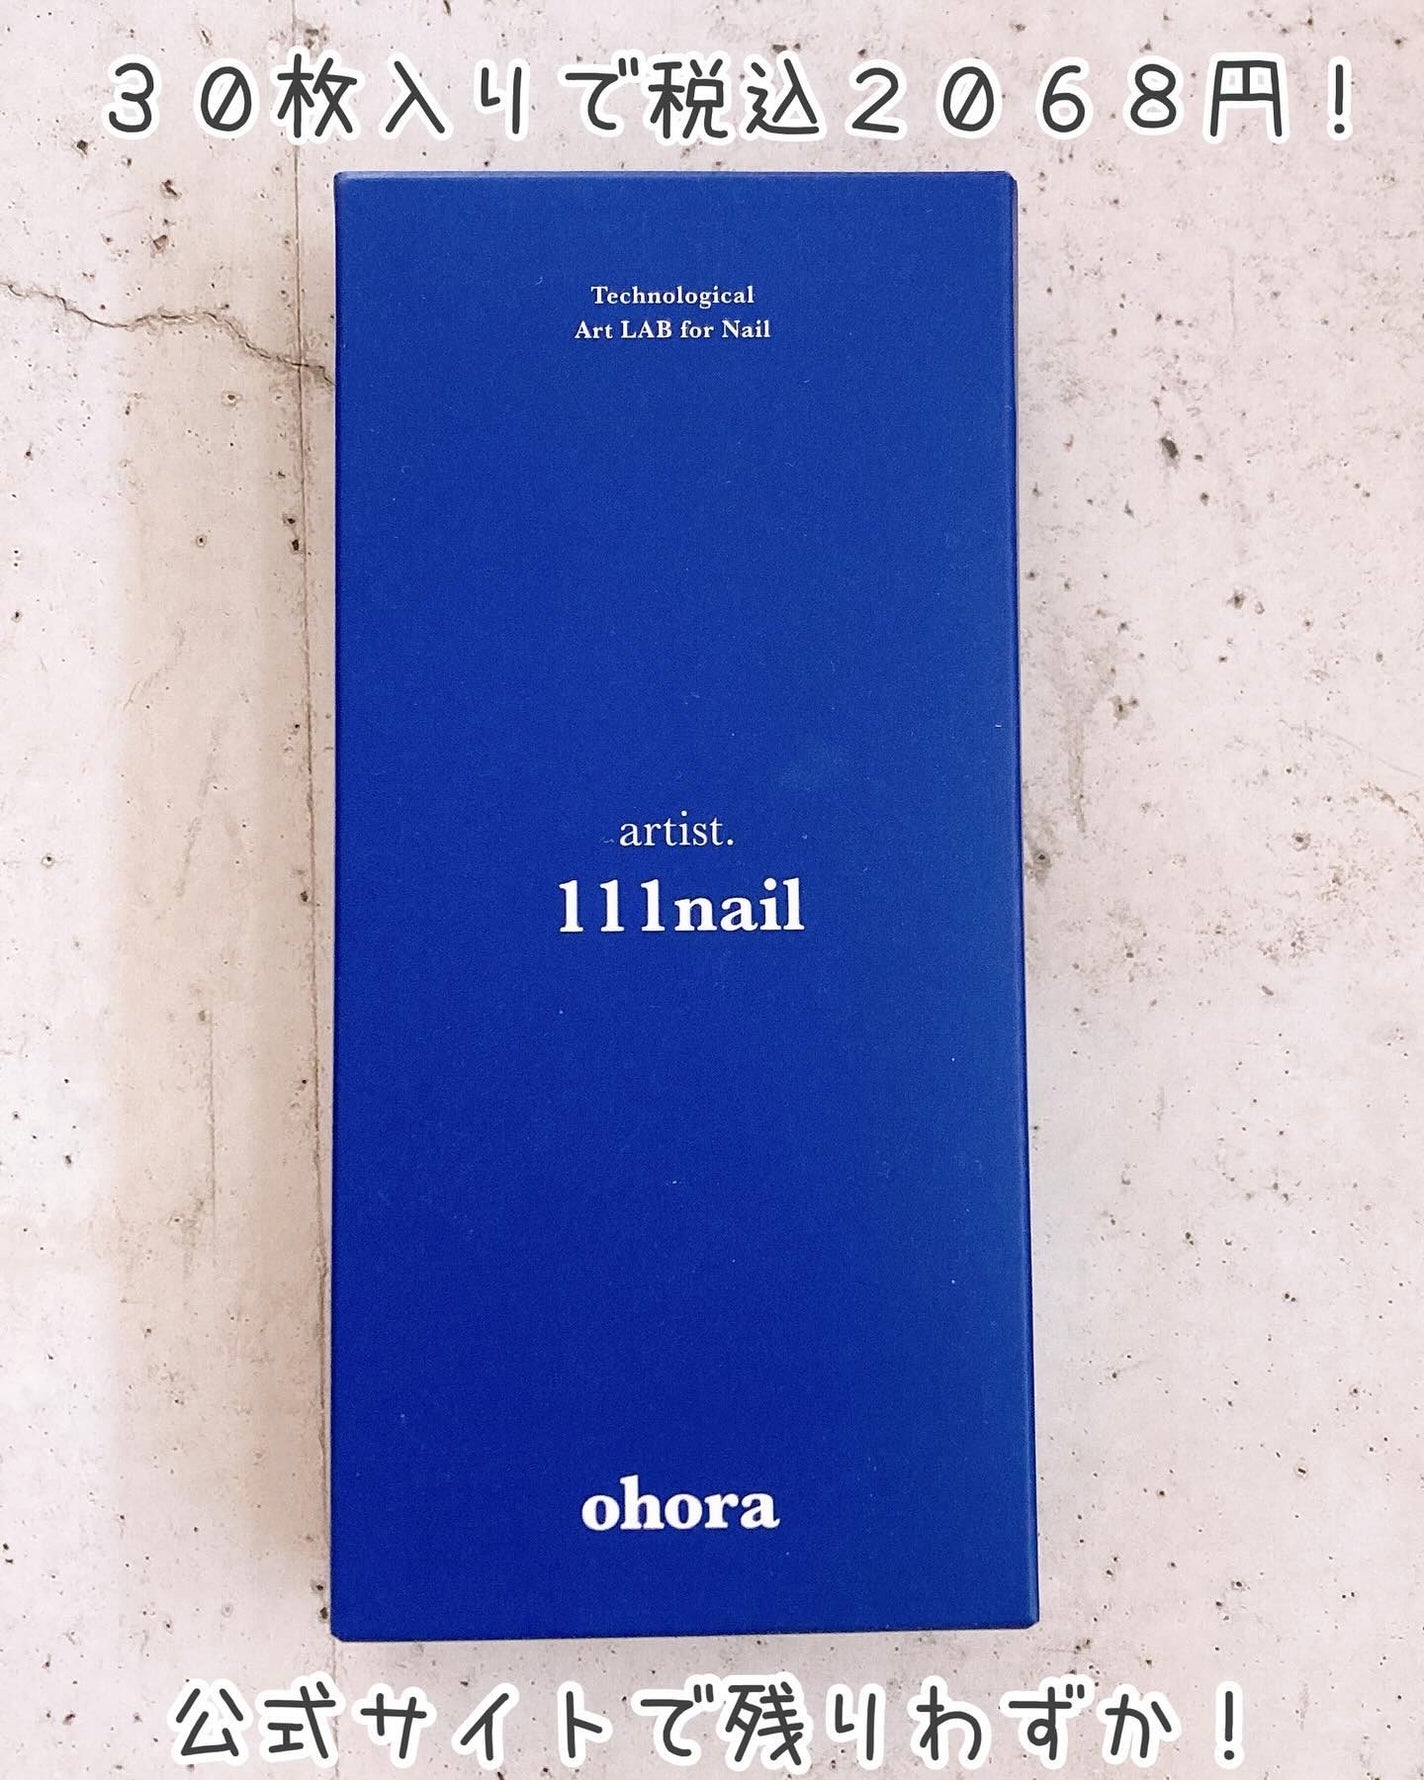 30枚入りで税込2068円!
Technological
Art LAB for Nail
artist.
111nail
ohora
公式サイトで残りわずか!